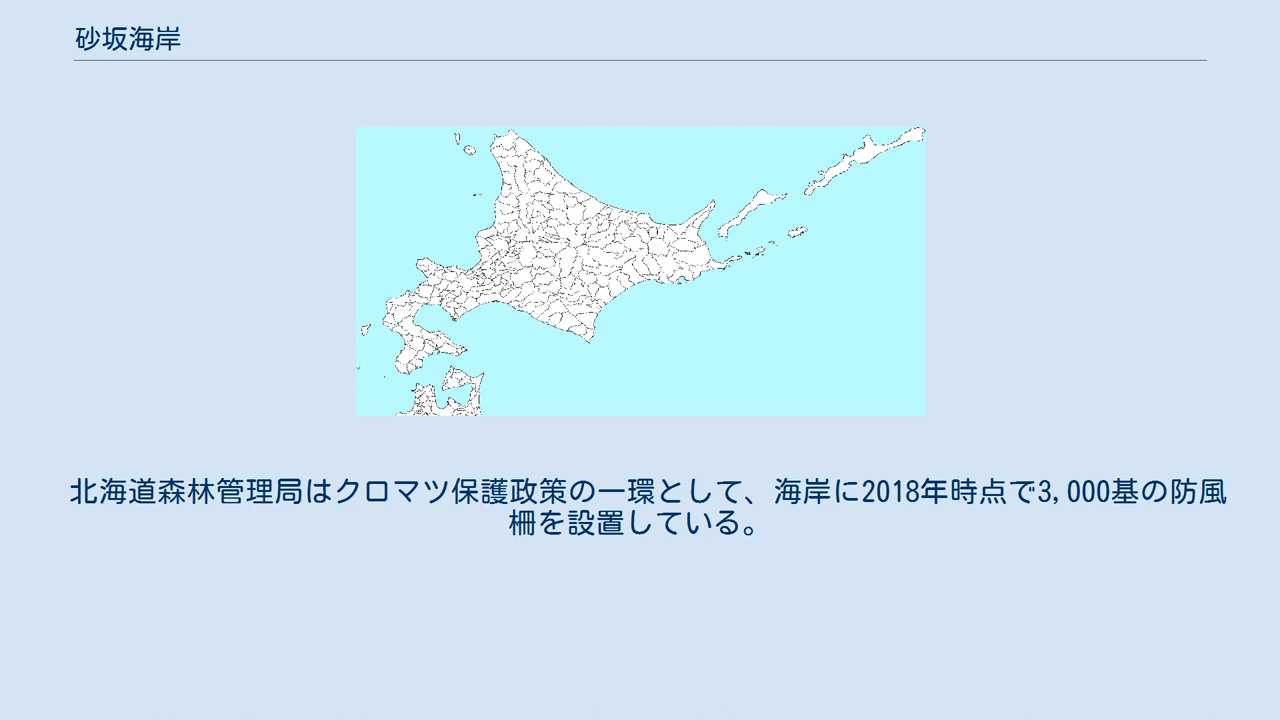 砂坂海岸
北海道森林管理局はクロマツ保護政策の一環として、海岸に2018年時点で3,000基の防風
柵を設置している。